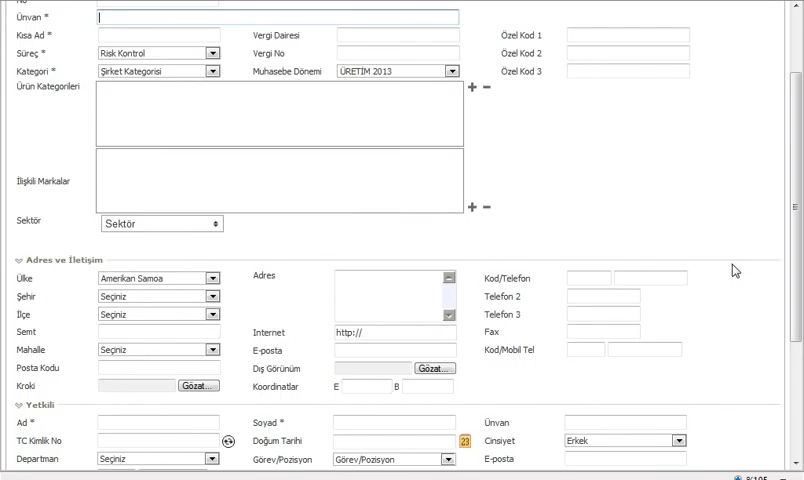 No
Ünvan *
Kısa Ad * Vergi Dairesi Özel Kod 1
Süreç * Risk Kontrol Vergi No Özel Kod 2
Kategori * Şirket Kategorisi Muhasebe Dönemi ÜRETİM 2013 Özel Kod 3
Ürün Kategorileri
İlişkili Markalar
Sektör Sektör
Adres ve İletişim
Ülke Amerikan Samoa Adres Kod/Telefon
Şehir Seçiniz Telefon 2
İlçe Seçiniz Telefon 3
Semt Internet http:// Fax
Mahalle Seçiniz E-posta Kod/Mobil Tel
Posta Kodu Dış Görünüm Gözat...
Kroki Gözat... Koordinatlar E B
Yetkili
Ad * Soyad * Ünvan
TC Kimlik No Doğum Tarihi 23 Cinsiyet Erkek
Departman Seçiniz Görev/Pozisyon Görev/Pozisyon E-posta
%105